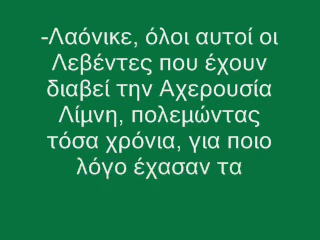 -Λαόνικε, όλοι αυτοί οι
Λεβέντες που έχουν
διαβεί την Αχερουσία
Λίμνη, πολεμώντας
τόσα χρόνια, για ποιο
λόγο έχασαν τα